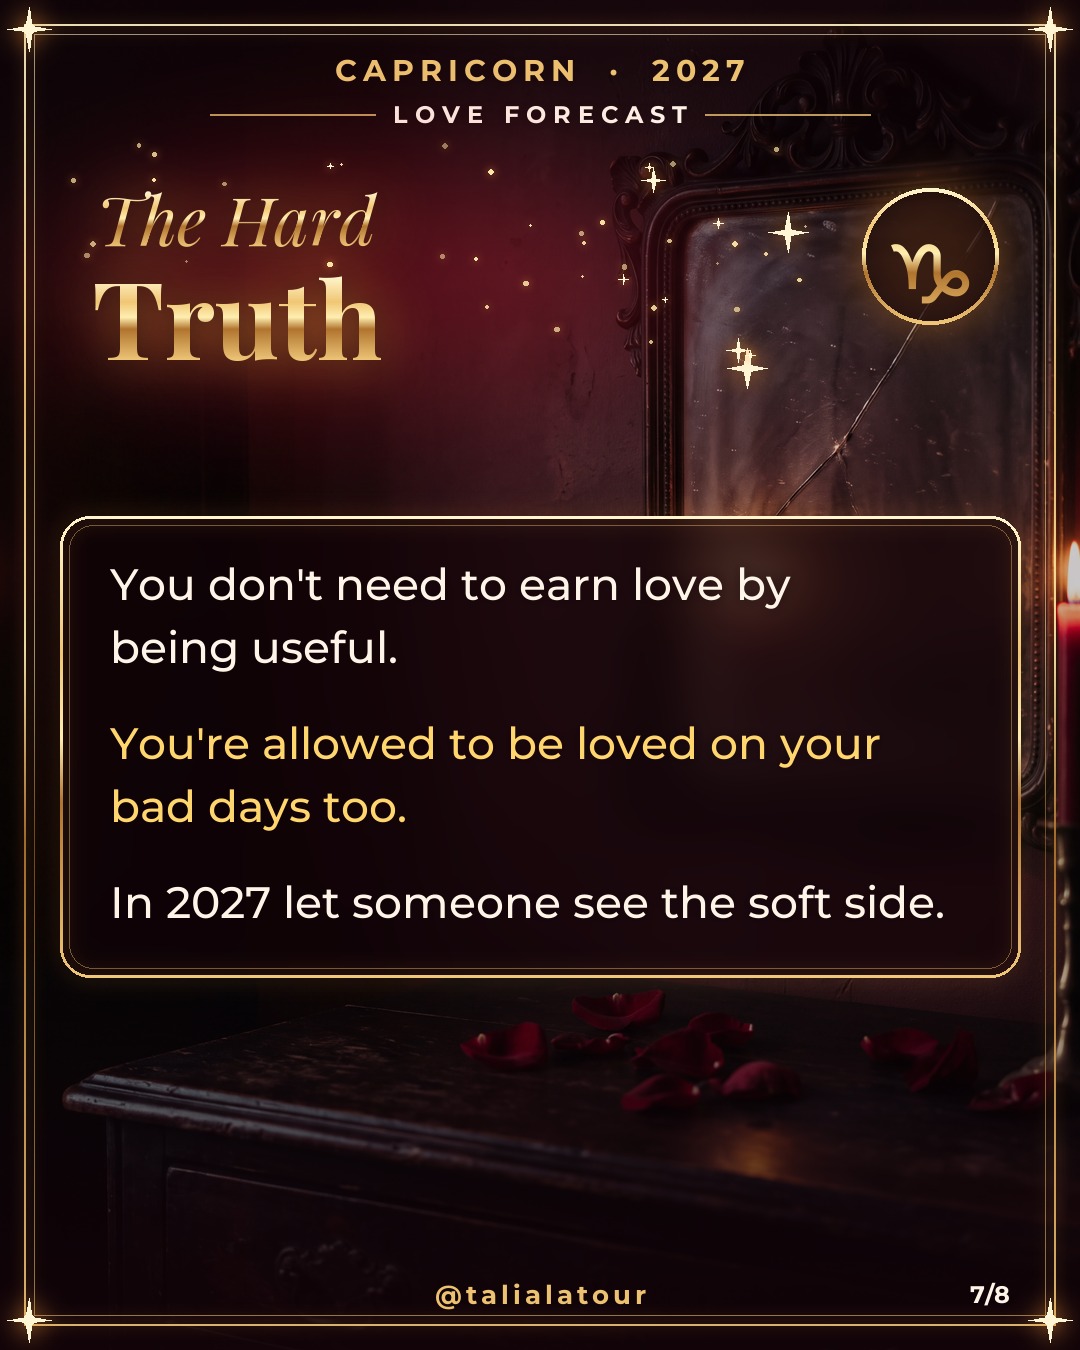 CAPRICORN · 2027
LOVE FORECAST
The Hard
Truth
♑
You don't need to earn love by
being useful.
You're allowed to be loved on your
bad days too.
In 2027 let someone see the soft side.
@talialatour
7/8